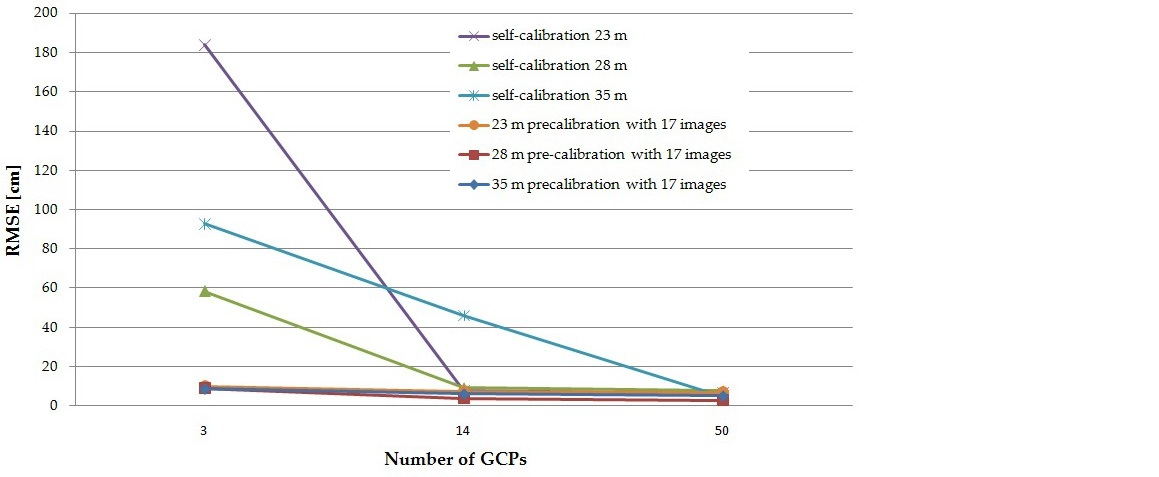 200
180
160
140
120
100
80
60
40
20
0
RMSE [cm]
self-calibration 23 m
self-calibration 28 m
self-calibration 35 m
23 m precalibration with 17 images
28 m pre-calibration with 17 images
35 m precalibration with 17 images
3
14
50
Number of GCPs